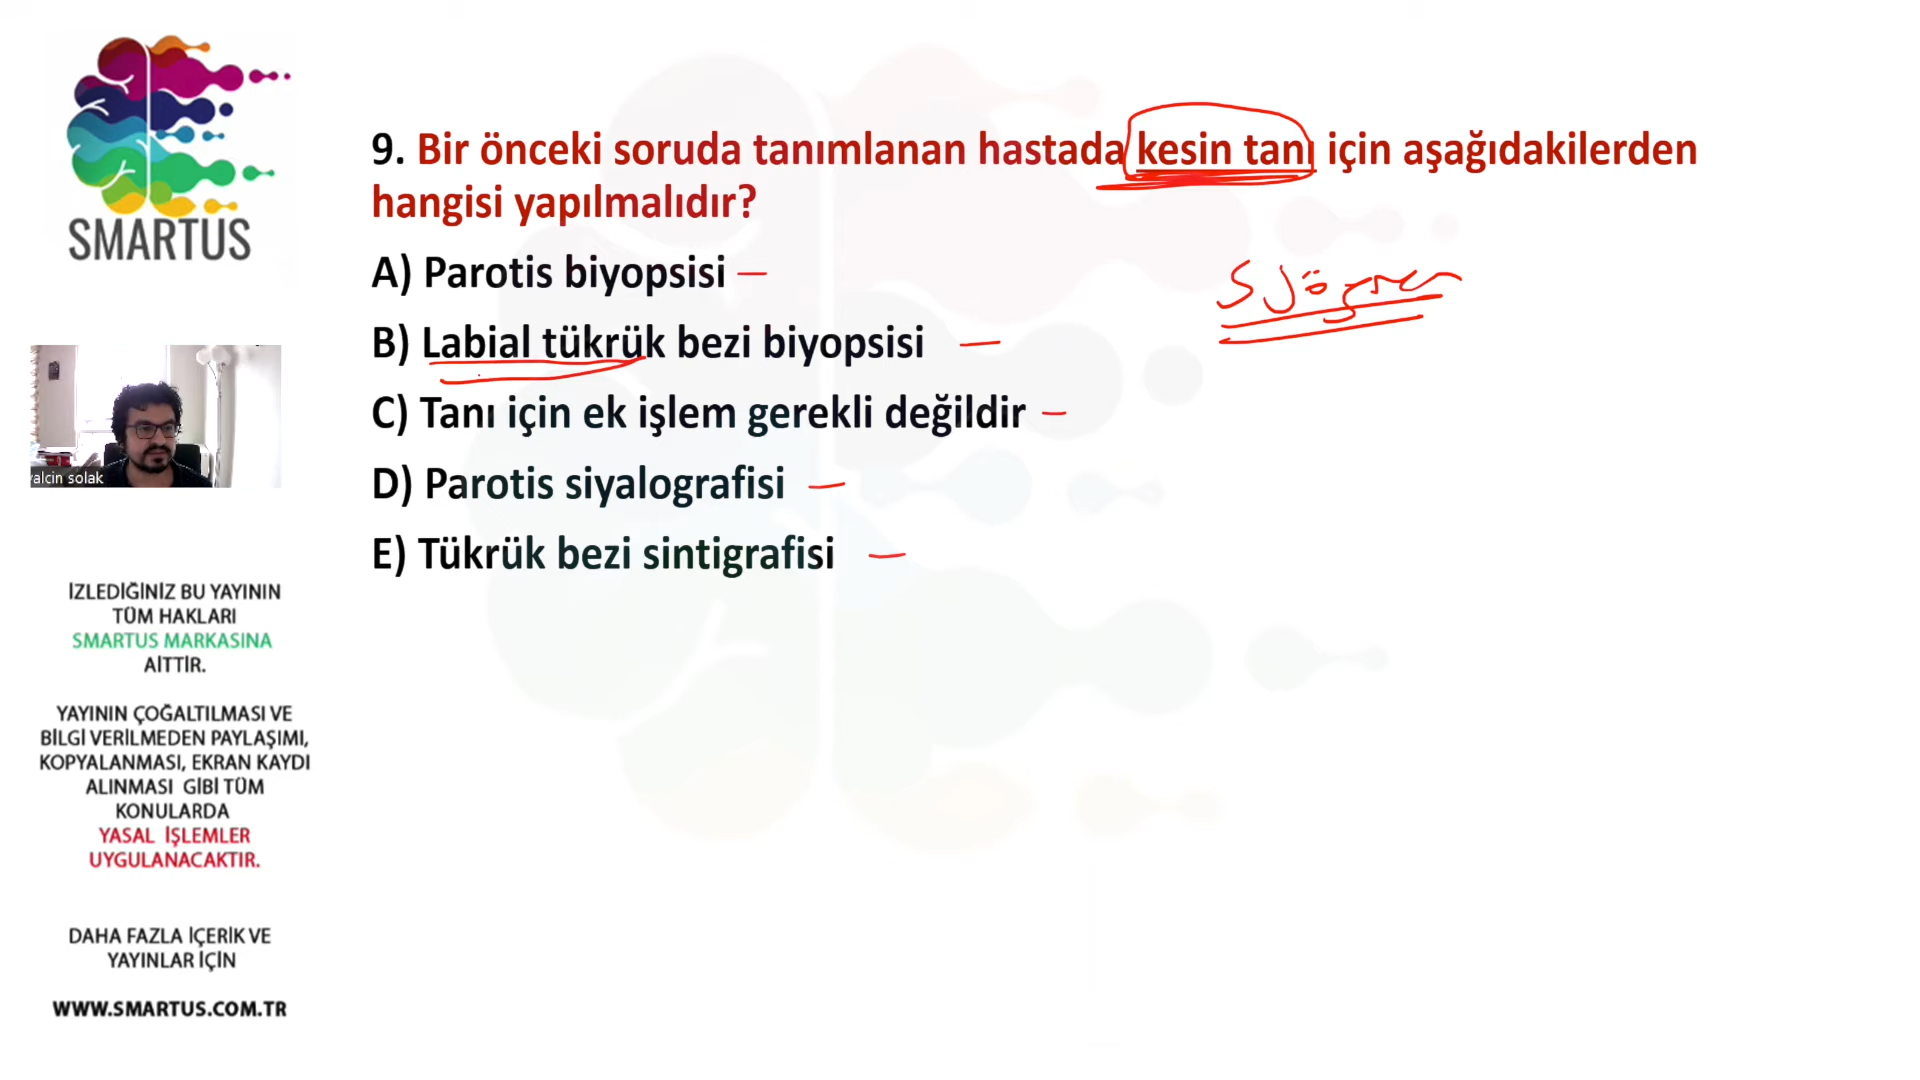 SMARTUS
9. Bir önceki soruda tanımlanan hastada kesin tanı için aşağıdakilerden
hangisi yapılmalıdır?
A) Parotis biyopsisi
B) Labial tükrük bezi biyopsisi
C) Tanı için ek işlem gerekli değildir
D) Parotis siyalografisi
E) Tükrük bezi sintigrafisi
Sjögren
yalcin solak
İZLEDİĞİNİZ BU YAYININ
TÜM HAKLARI
SMARTUS MARKASINA
AİTTİR.
YAYININ ÇOĞALTILMASI VE
BİLGİ VERİLMEDEN PAYLAŞIMI,
KOPYALANMASI, EKRAN KAYDI
ALINMASI GİBİ TÜM
KONULARDA
YASAL İŞLEMLER
UYGULANACAKTIR.
DAHA FAZLA İÇERİK VE
YAYINLAR İÇİN
WWW.SMARTUS.COM.TR